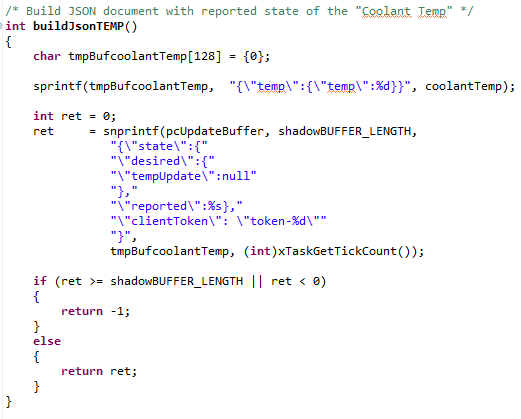 /* Build JSON document with reported state of the "Coolant Temp" */
int buildJsonTEMP()
{
    char tmpBufcoolantTemp[128] = {0};
    sprintf(tmpBufcoolantTemp,  "{\"temp\":{\"temp\":%d}}", coolantTemp);
    int ret = 0;
    ret     = snprintf(pcUpdateBuffer, shadowBUFFER_LENGTH,
               "{\"state\":{"
               "\"desired\":{"
               "\"tempUpdate\":null"
               "},"
               "\"reported\":%s},"
               "\"clientToken\": \"token-%d\""
               "}",
               tmpBufcoolantTemp, (int)xTaskGetTickCount());
    if (ret >= shadowBUFFER_LENGTH || ret < 0)
    {
        return -1;
    }
    else
    {
        return ret;
    }
}